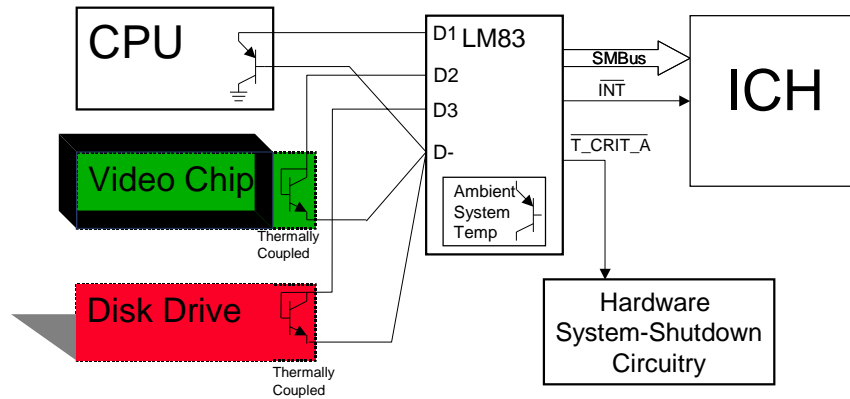 CPU
D1
LM83
D2
D3
D-
SMBus
INT
T_CRIT_A
ICH
Video Chip
Thermally
Coupled
Ambient
System
Temp
Disk Drive
Thermally
Coupled
Hardware
System-Shutdown
Circuitry